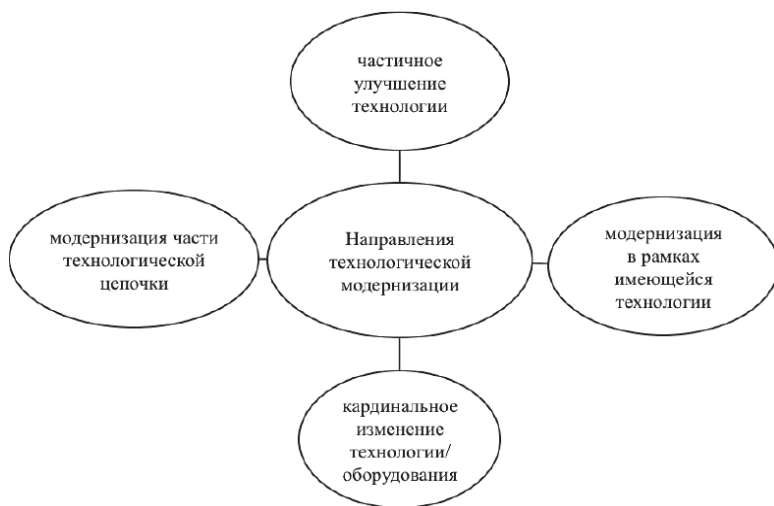 частичное
улучшение
технологии
модернизация части
технологической
цепочки
Направления
технологической
модернизации
модернизация
в рамках
имеющейся
технологии
кардинальное
изменение
технологии/
оборудования